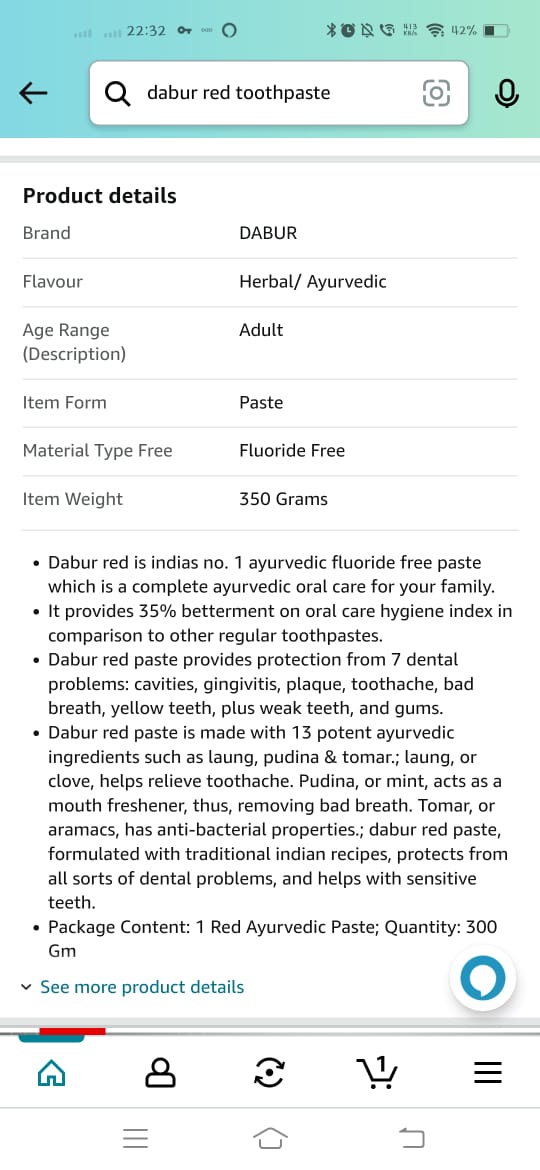 22:32
413
KB/s
42%
dabur red toothpaste
Product details
Brand DABUR
Flavour Herbal/ Ayurvedic
Age Range
(Description) Adult
Item Form Paste
Material Type Free Fluoride Free
Item Weight 350 Grams
• Dabur red is indias no. 1 ayurvedic fluoride free paste
which is a complete ayurvedic oral care for your family.
• It provides 35% betterment on oral care hygiene index in
comparison to other regular toothpastes.
• Dabur red paste provides protection from 7 dental
problems: cavities, gingivitis, plaque, toothache, bad
breath, yellow teeth, plus weak teeth, and gums.
• Dabur red paste is made with 13 potent ayurvedic
ingredients such as laung, pudina & tomar.; laung, or
clove, helps relieve toothache. Pudina, or mint, acts as a
mouth freshener, thus, removing bad breath. Tomar, or
aramacs, has anti-bacterial properties.; dabur red paste,
formulated with traditional indian recipes, protects from
all sorts of dental problems, and helps with sensitive
teeth.
• Package Content: 1 Red Ayurvedic Paste; Quantity: 300
Gm
See more product details
1